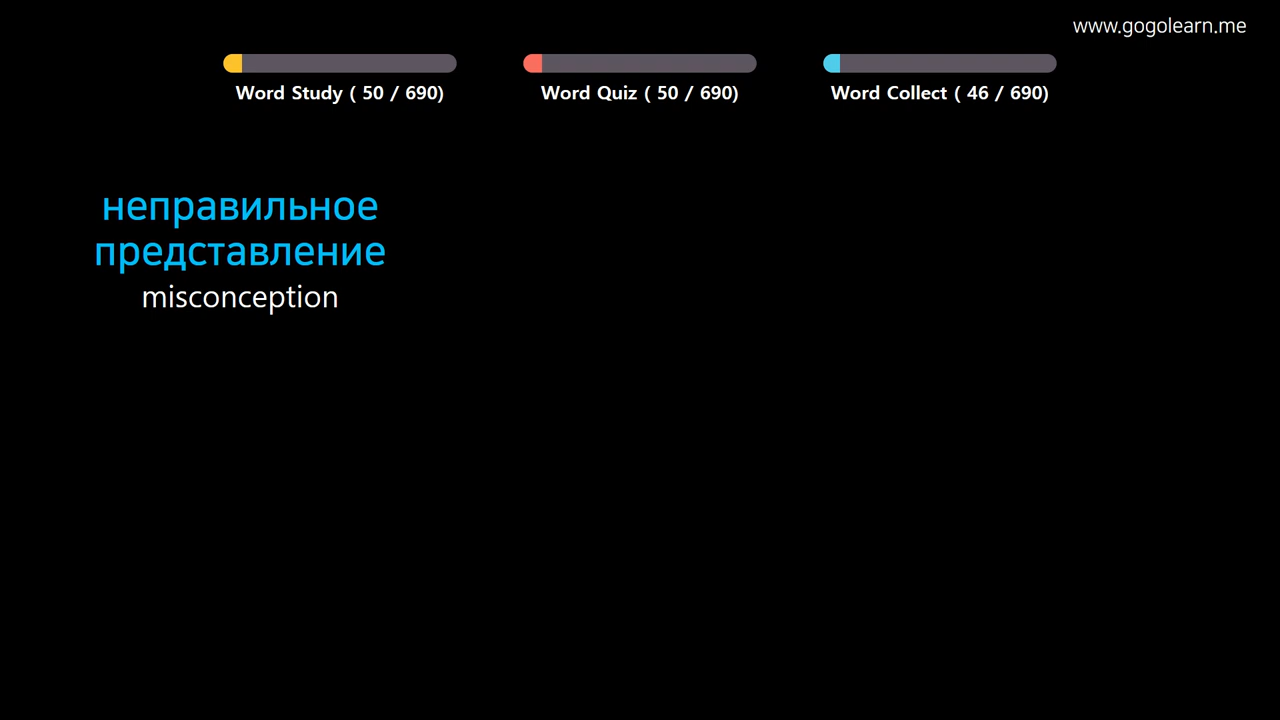 www.gogolearn.me
Word Study ( 50 / 690)
Word Quiz ( 50 / 690)
Word Collect ( 46 / 690)
неправильное
представление
misconception